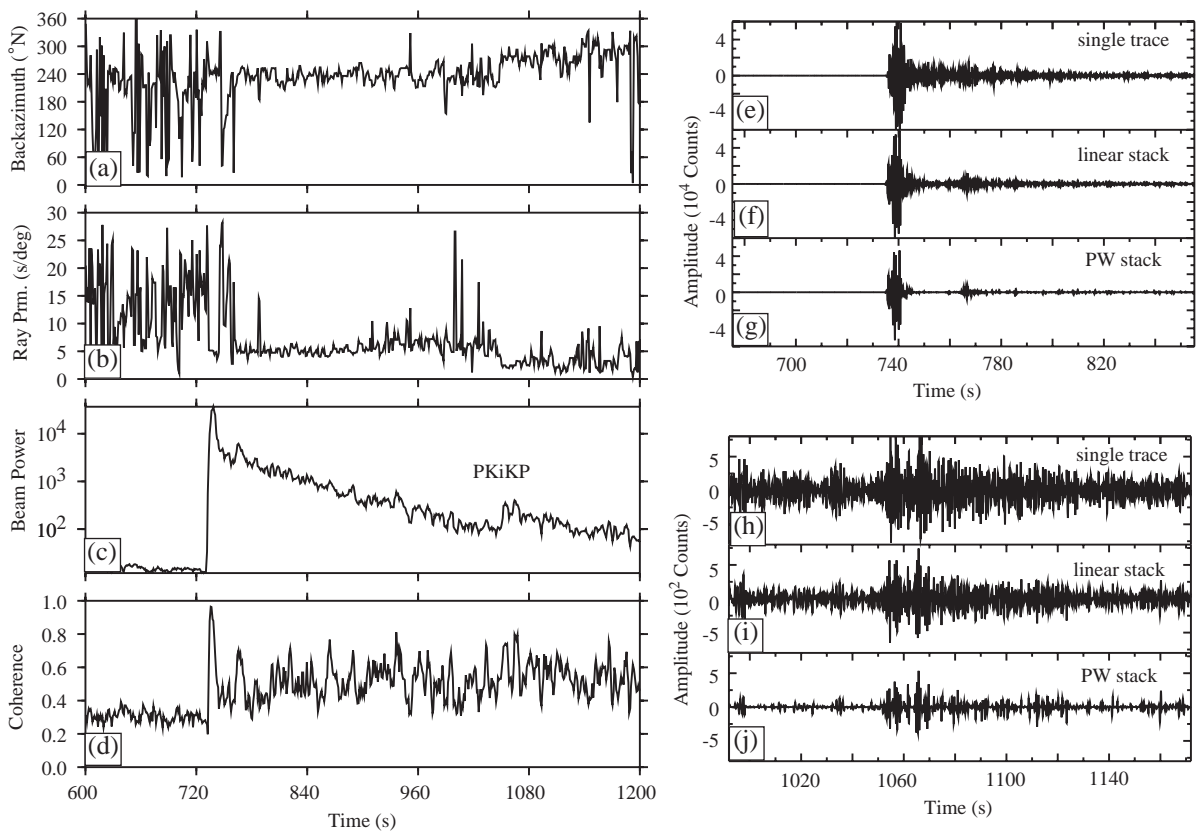 360
300
240
180
120
60
0
Backazimuth (°N)
(a)
30
25
20
15
10
5
0
Ray Prm. (s/deg)
(b)
10⁴
10³
10²
Beam Power
PKiKP
(c)
1.0
0.8
0.6
0.4
0.2
0.0
Coherence
(d)
600 720 840 960 1080 1200
Time (s)
single trace
4
0
-4
(e)
linear stack
4
0
-4
(f)
PW stack
4
0
-4
(g)
Amplitude (10⁴ Counts)
700 740 780 820
Time (s)
single trace
5
0
-5
(h)
linear stack
5
0
-5
(i)
PW stack
5
0
-5
(j)
Amplitude (10² Counts)
1020 1060 1100 1140
Time (s)